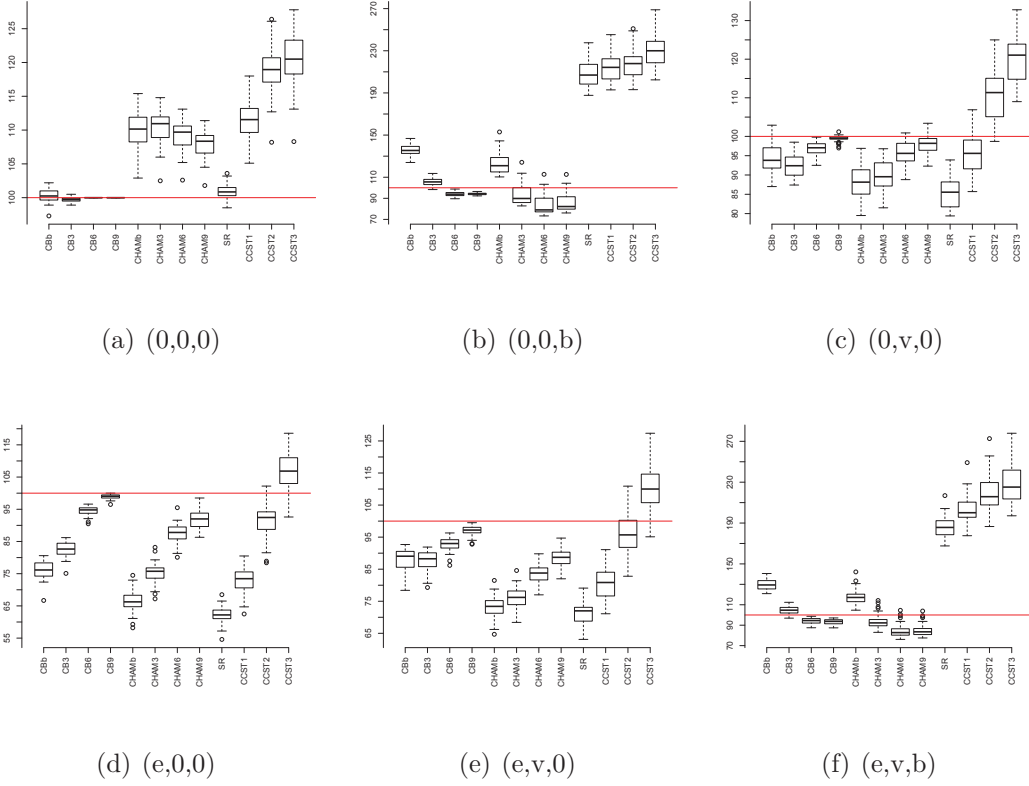 100 105 110 115 120 125
CBb CB3 CB6 CB9 CHAMb CHAM3 CHAM6 CHAM9 SR CCST1 CCST2 CCST3
(a) (0,0,0)
70 90 110 150 190 230 270
CBb CB3 CB6 CB9 CHAMb CHAM3 CHAM6 CHAM9 SR CCST1 CCST2 CCST3
(b) (0,0,b)
80 85 90 95 100 110 120 130
CBb CB3 CB6 CB9 CHAMb CHAM3 CHAM6 CHAM9 SR CCST1 CCST2 CCST3
(c) (0,v,0)
55 65 75 85 95 105 115
CBb CB3 CB6 CB9 CHAMb CHAM3 CHAM6 CHAM9 SR CCST1 CCST2 CCST3
(d) (e,0,0)
65 75 85 95 105 115 125
CBb CB3 CB6 CB9 CHAMb CHAM3 CHAM6 CHAM9 SR CCST1 CCST2 CCST3
(e) (e,v,0)
70 90 110 150 190 230 270
CBb CB3 CB6 CB9 CHAMb CHAM3 CHAM6 CHAM9 SR CCST1 CCST2 CCST3
(f) (e,v,b)